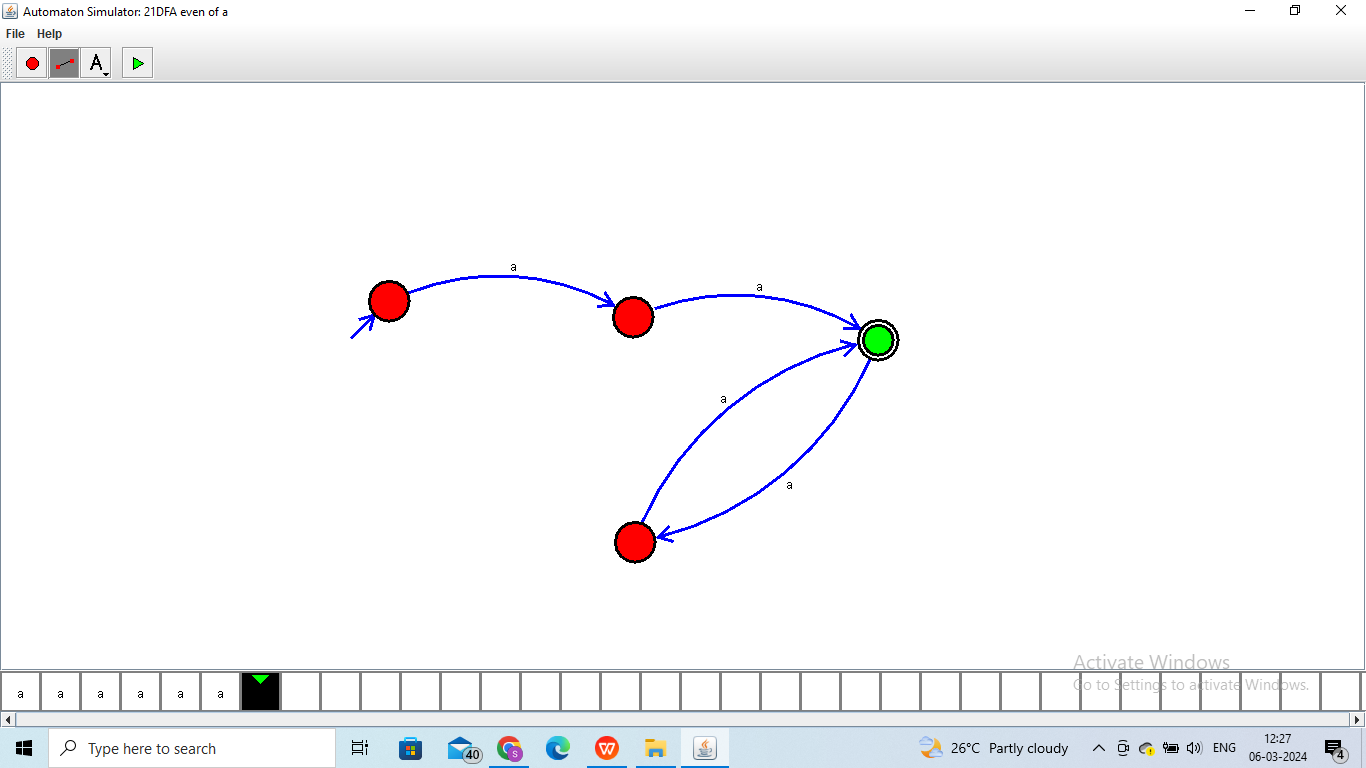 Automaton Simulator: 21DFA even of a
File Help
A
a
a
a
a
a a a a a a
Activate Windows
Go to Settings to activate Windows.
Type here to search
40
S
W
26°C Partly cloudy
ENG
12:27
06-03-2024
4